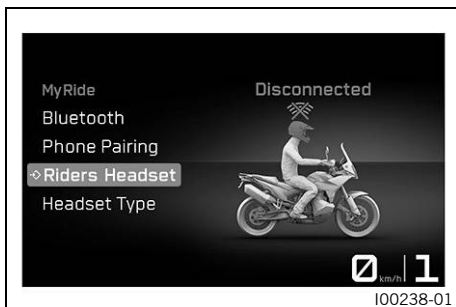 MyRide
Disconnected
Bluetooth
Phone Pairing
Riders Headset
Headset Type
0 km/h 1
I00238-01